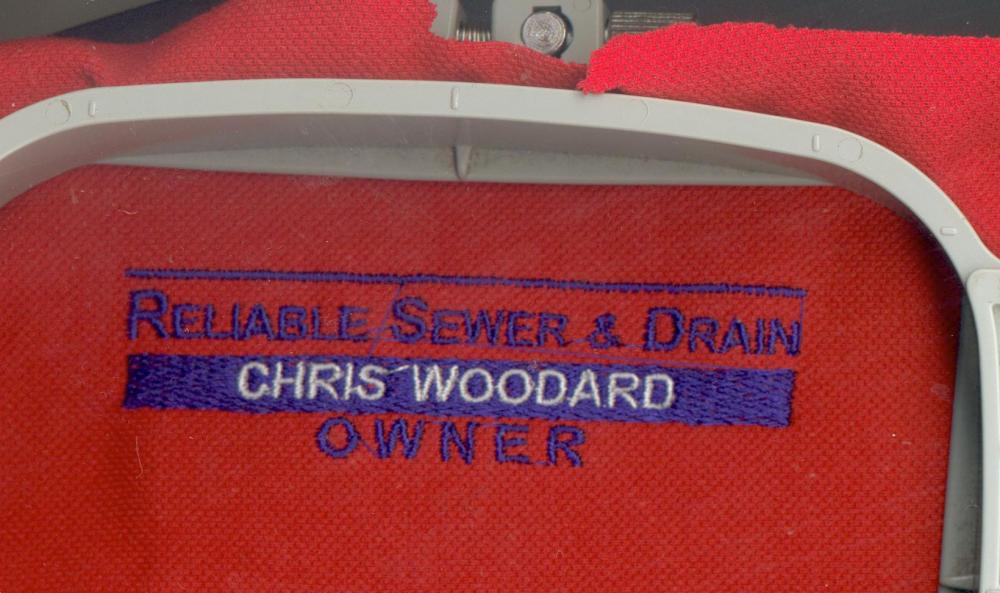 RELIABLE SEWER & DRAIN
CHRIS WOODARD
OWNER